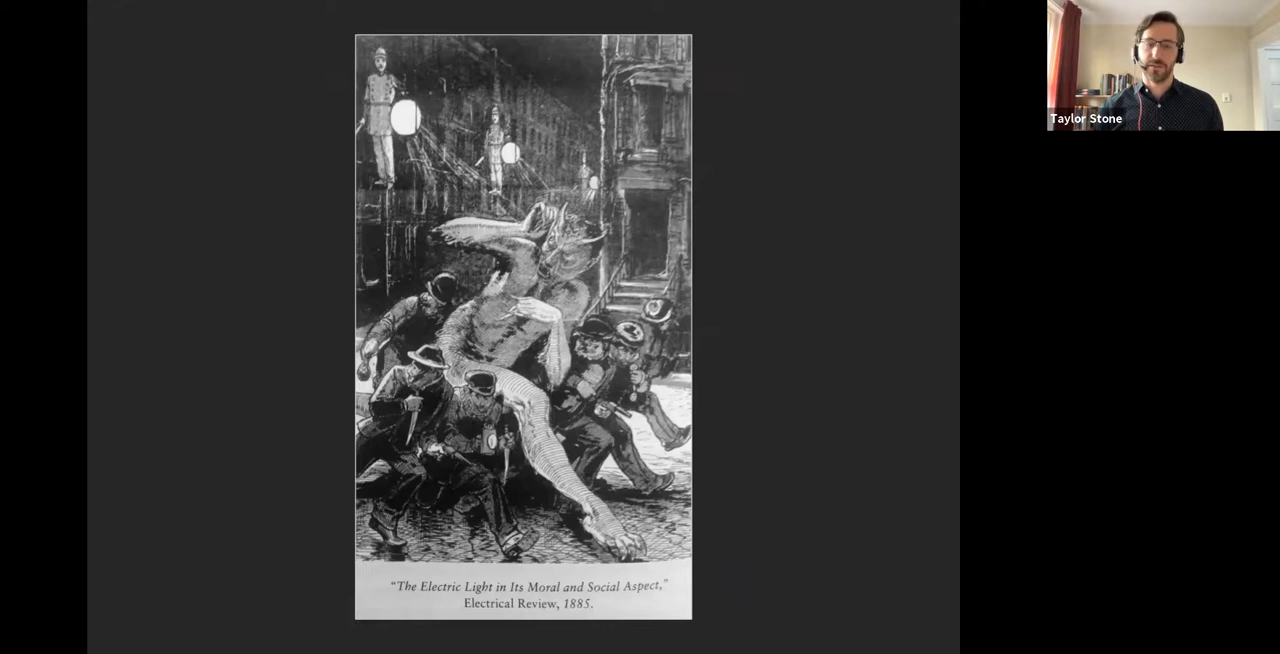 Taylor Stone
"The Electric Light in Its Moral and Social Aspect,"
Electrical Review, 1885.